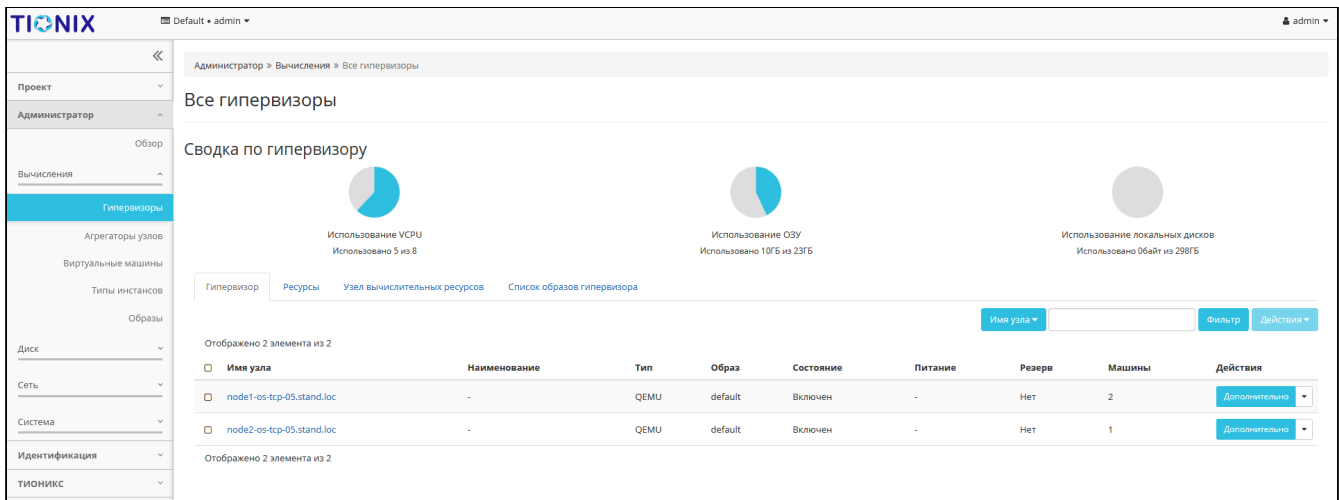 TIONIX
Default • admin
admin
Администратор » Вычисления » Все гипервизоры
Проект
Администратор
Обзор
Вычисления
Гипервизоры
Агрегаторы узлов
Виртуальные машины
Типы инстансов
Образы
Диск
Сеть
Система
Идентификация
ТИОНИКС
Все гипервизоры
Сводка по гипервизору
Использование VCPU
Использовано 5 из 8
Использование ОЗУ
Использовано 10ГБ из 23ГБ
Использование локальных дисков
Использовано 0байт из 298ГБ
Гипервизор Ресурсы Узел вычислительных ресурсов Список образов гипервизора
Имя узла Фильтр Действия
Отображено 2 элемента из 2
Имя узла Наименование Тип Образ Состояние Питание Резерв Машины Действия
node1-os-tcp-05.stand.loc - QEMU default Включен - Нет 2 Дополнительно
node2-os-tcp-05.stand.loc - QEMU default Включен - Нет 1 Дополнительно
Отображено 2 элемента из 2